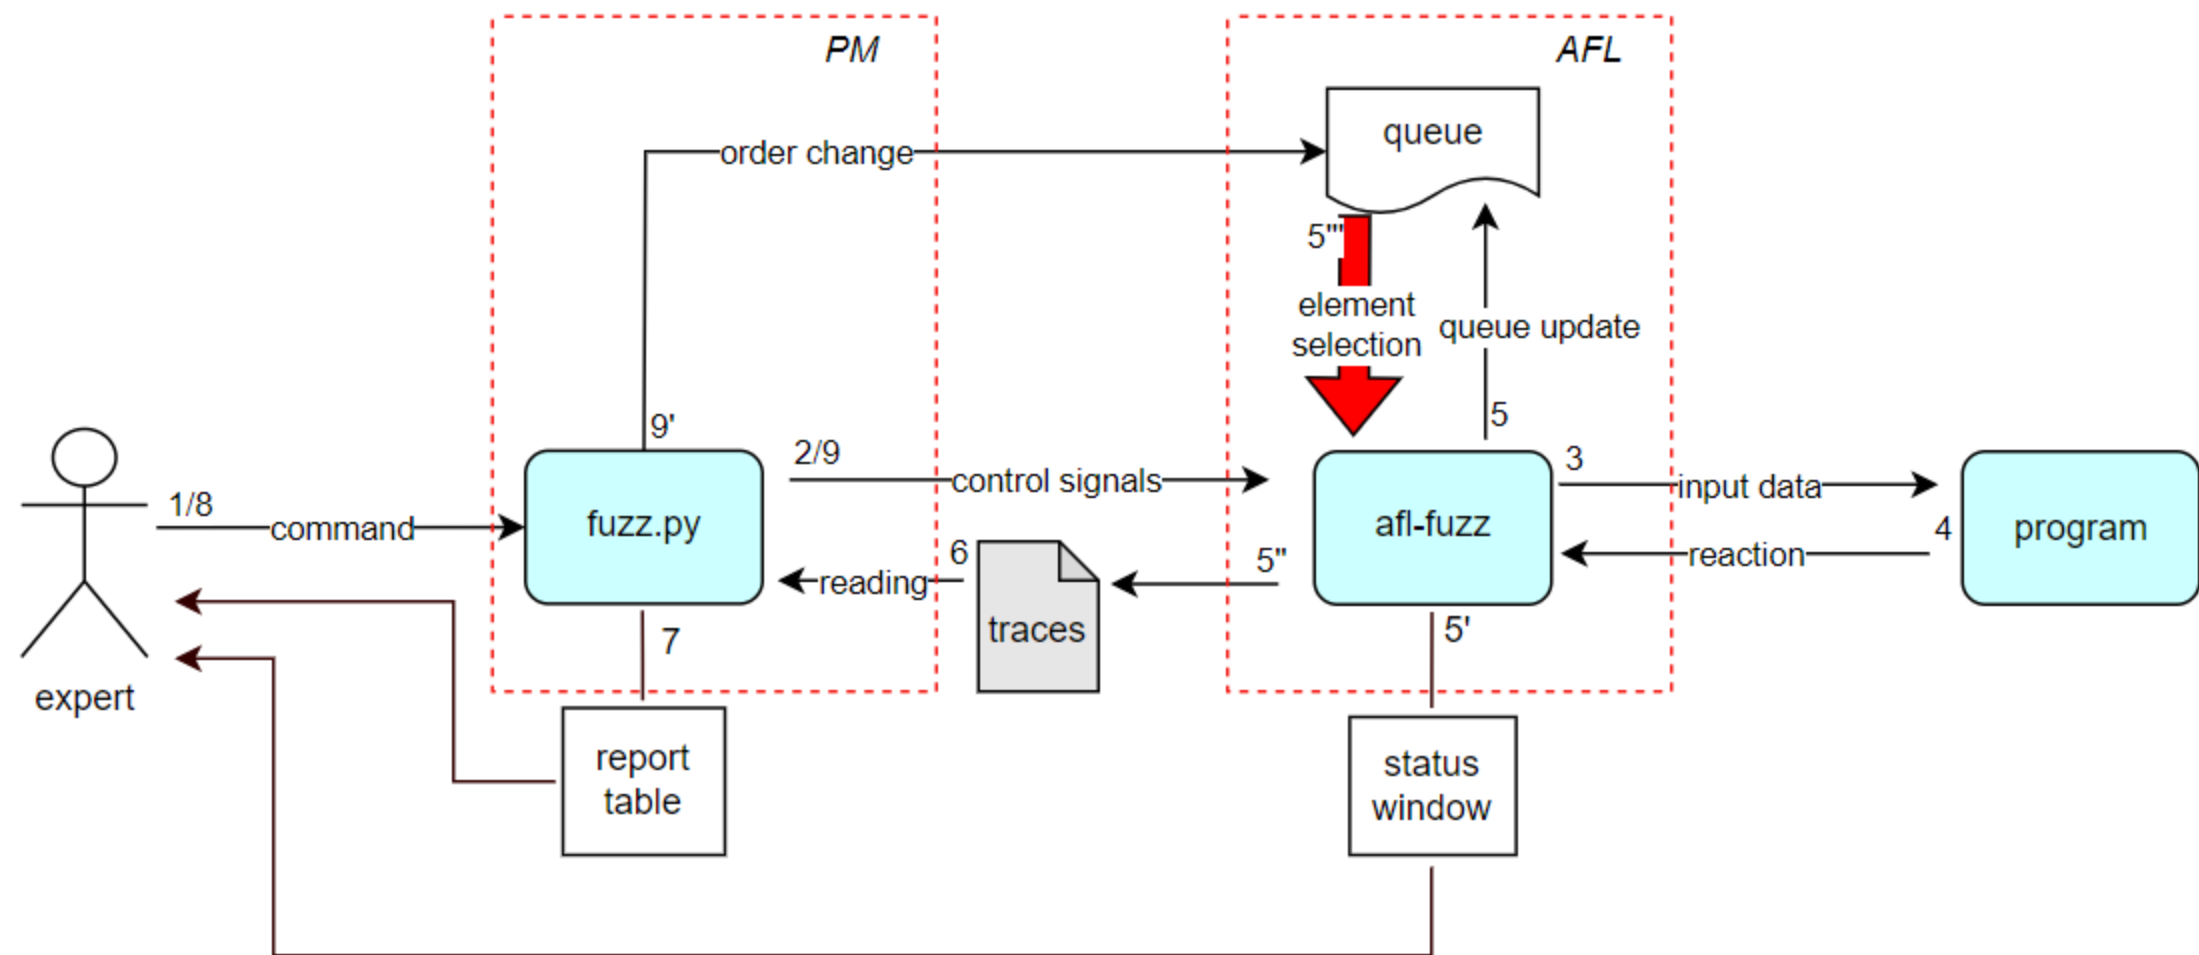 PM
AFL
queue
order change
5'''
element
selection
queue update
9'
5
2/9
3
control signals
input data
1/8
command
fuzz.py
afl-fuzz
program
4
6
5''
reading
reaction
traces
7
5'
expert
report
table
status
window